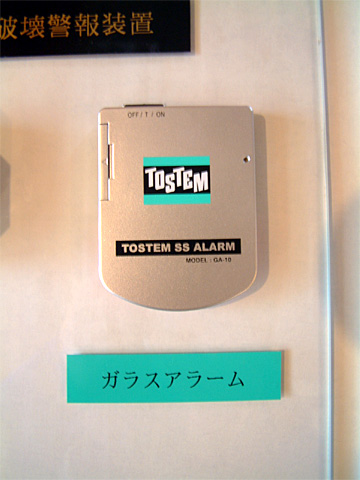 破壊警報装置
OFF / T / ON
TOSTEM
TOSTEM SS ALARM
MODEL : GA-10
ガラスアラーム